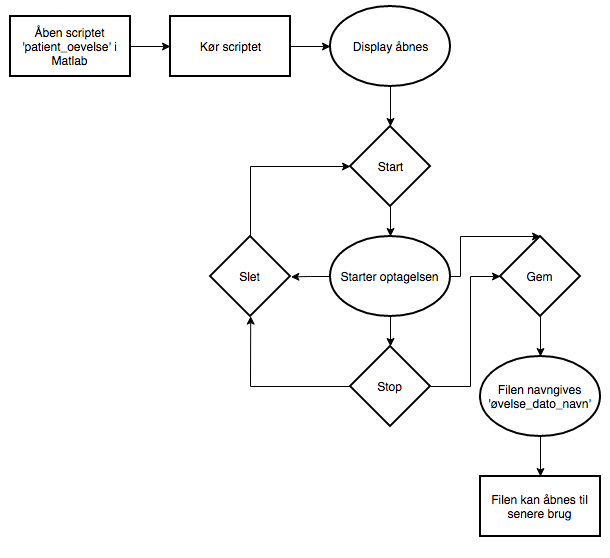 Åben scriptet
'patient_oevelse' i
Matlab
Kør scriptet
Display åbnes
Start
Slet
Starter optagelsen
Gem
Stop
Filen navngives
'øvelse_dato_navn'
Filen kan åbnes til
senere brug